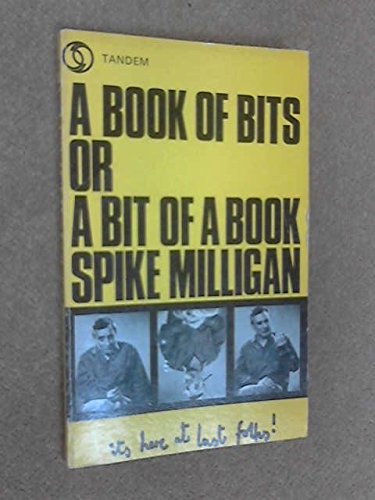 TANDEM
A BOOK OF BITS
OR
A BIT OF A BOOK
SPIKE MILLIGAN
its here at last folks!